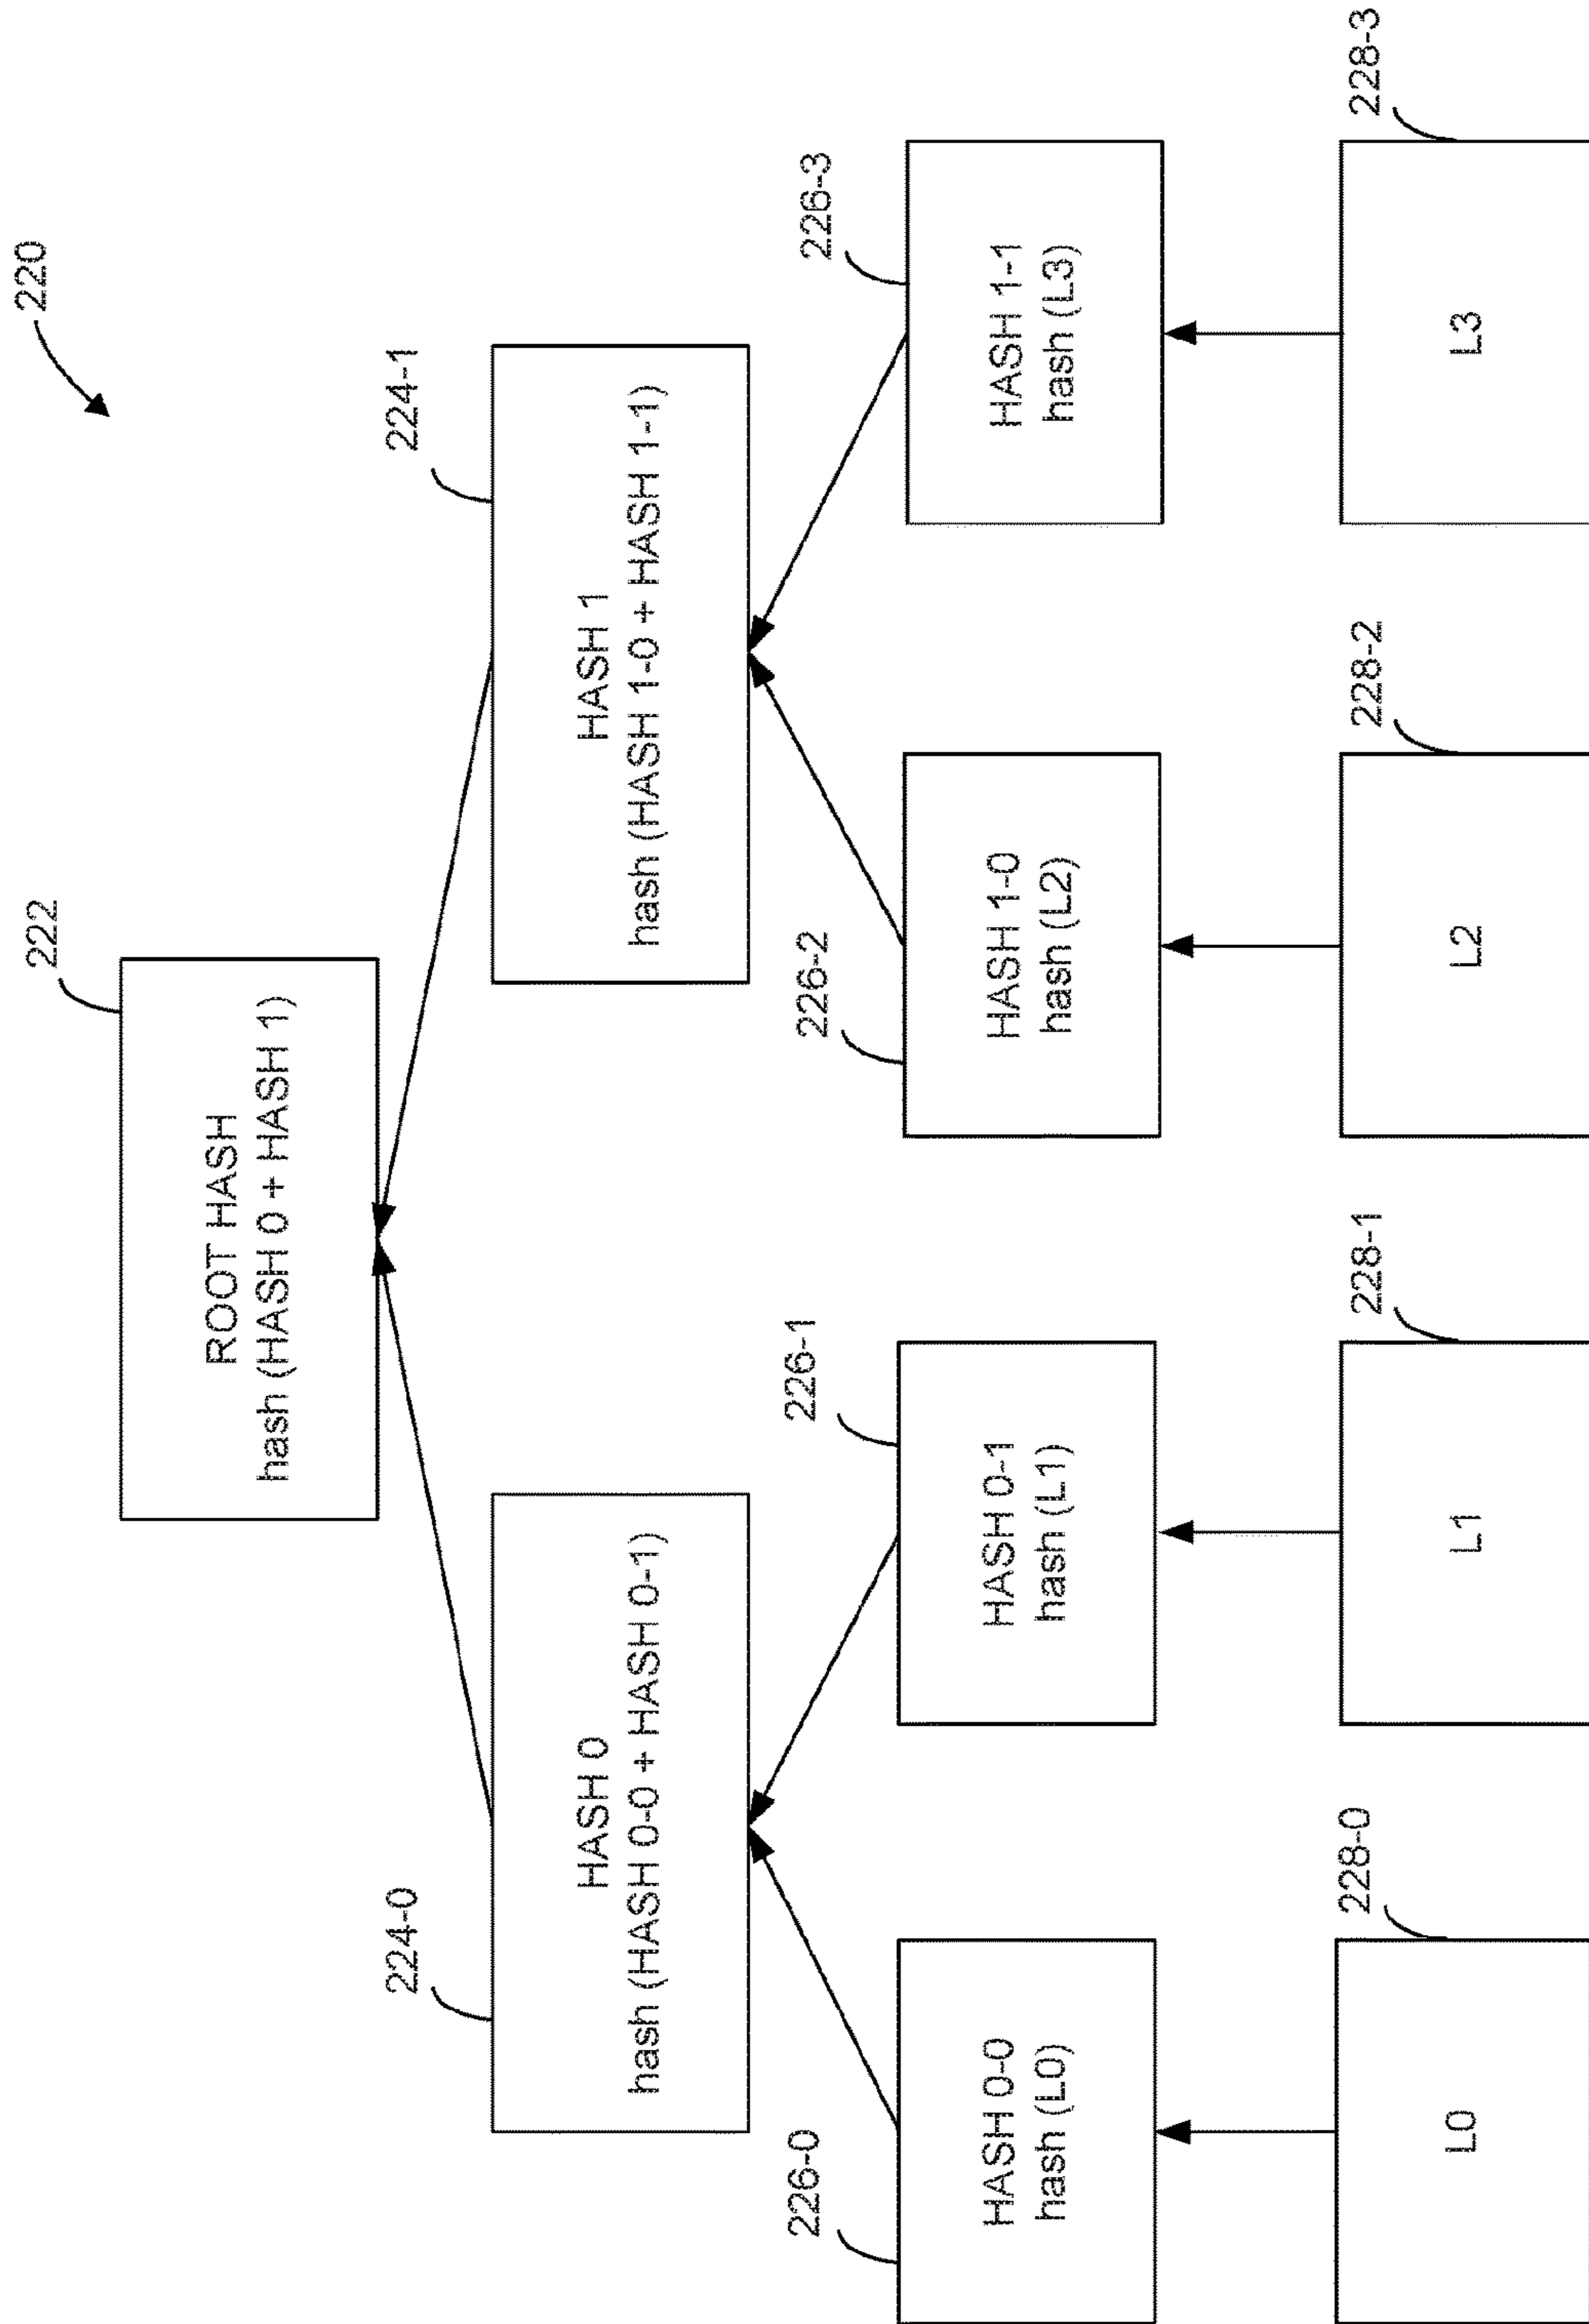 220
222
ROOT HASH
hash (HASH 0 + HASH 1)
224-0
HASH 0
hash (HASH 0-0 + HASH 0-1)
224-1
HASH 1
hash (HASH 1-0 + HASH 1-1)
226-0
HASH 0-0
hash (L0)
226-1
HASH 0-1
hash (L1)
226-2
HASH 1-0
hash (L2)
226-3
HASH 1-1
hash (L3)
228-0
L0
228-1
L1
228-2
L2
228-3
L3